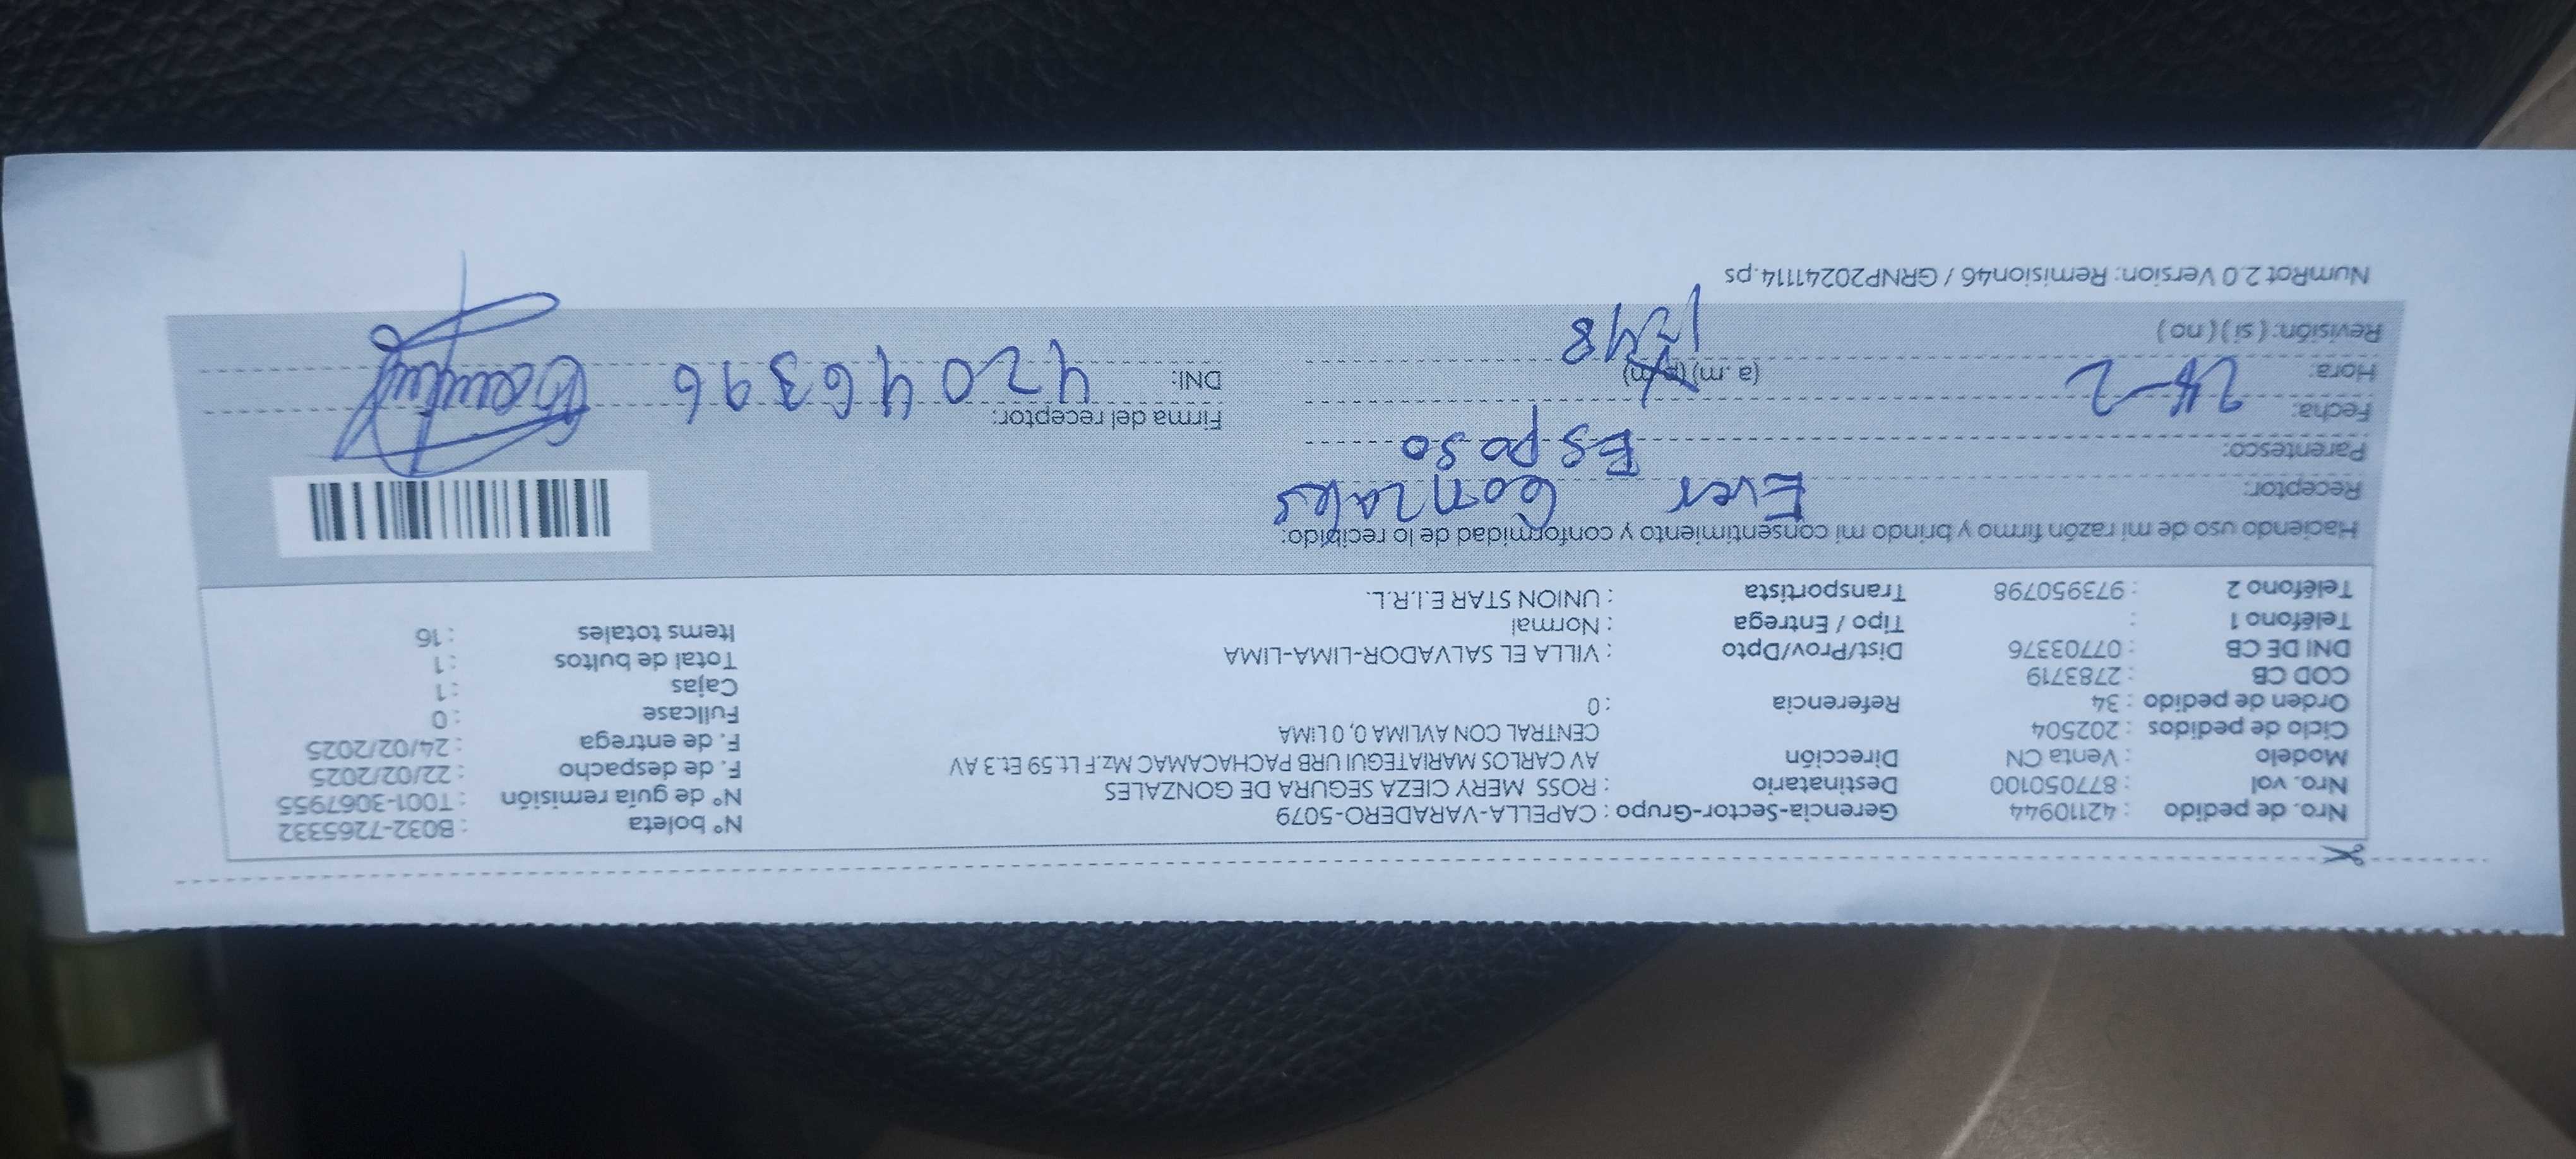 Nro. de pedido : 42110944 Gerencia-Sector-Grupo : CAPELLA-VARADERO-5079 N° boleta : B032-7265332
Nro. vol : 877050100 Destinatario : ROSS MERY CIEZA SEGURA DE GONZALES N° de guía remisión : T001-3067955
Modelo : Venta CN Dirección AV CARLOS MARIATEGUI URB PACHACAMAC Mz.F Lt.59 Et.3 AV F. de despacho : 22/02/2025
Ciclo de pedidos : 202504 CENTRAL CON AVLIMA 0, 0 LIMA F. de entrega : 24/02/2025
Orden de pedido : 34 Referencia : 0 Fullcase : 0
COD CB : 2783719 Cajas : 1
DNI DE CB : 07703376 Dist/Prov/Dpto : VILLA EL SALVADOR-LIMA-LIMA Total de bultos : 1
Teléfono 1 : Tipo / Entrega : Normal Items totales : 16
Teléfono 2 : 973950798 Transportista : UNION STAR E.I.R.L.
Haciendo uso de mi razón firmo y brindo mi consentimiento y conformidad de lo recibido:
Receptor: Ever Gonzales
Parentesco: Esposo
Fecha: 24-2 Firma del receptor:
Hora: (a.m) (p.m) 1248 DNI: 42046396
Revisión: ( si ) ( no )
NumRot 2.0 Version: Remision46 / GRNP20241114.ps